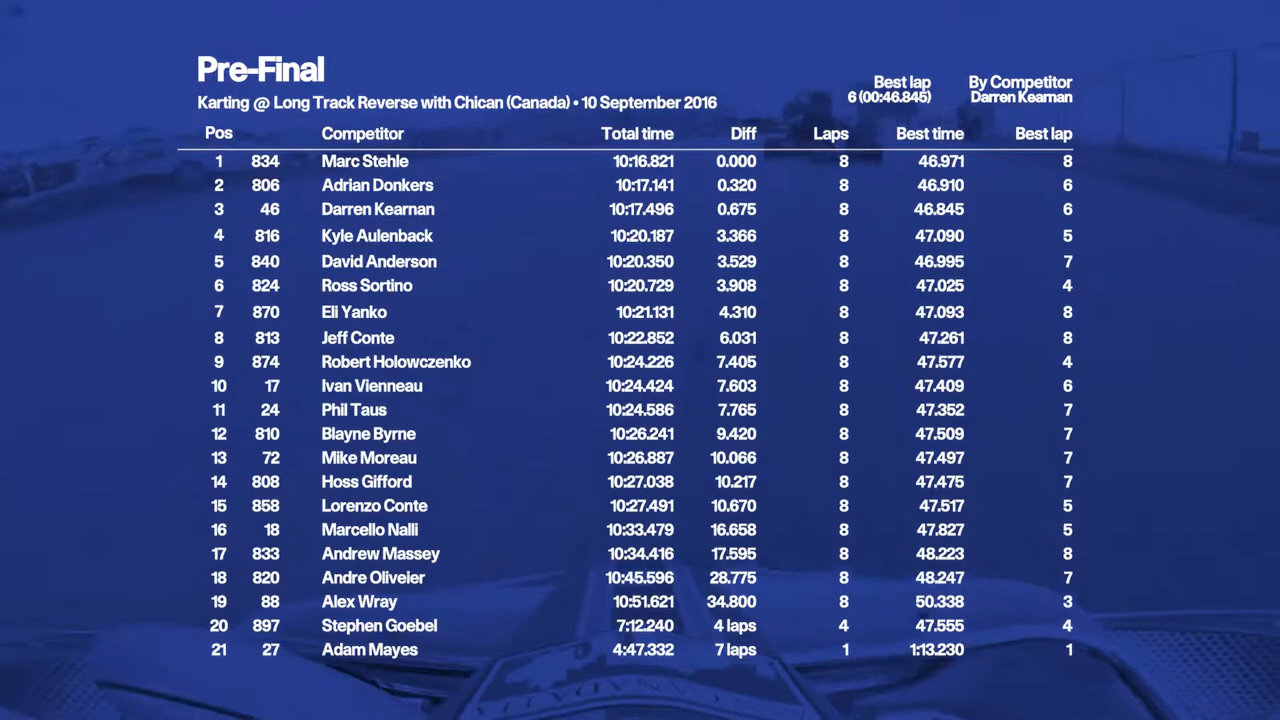 Pre-Final
Karting @ Long Track Reverse with Chican (Canada) • 10 September 2016
Best lap By Competitor
6 (00:46.845) Darren Kearnan
Pos Competitor Total time Diff Laps Best time Best lap
1 834 Marc Stehle 10:16.821 0.000 8 46.971 8
2 806 Adrian Donkers 10:17.141 0.320 8 46.910 6
3 46 Darren Kearnan 10:17.496 0.675 8 46.845 6
4 816 Kyle Aulenback 10:20.187 3.366 8 47.090 5
5 840 David Anderson 10:20.350 3.529 8 46.995 7
6 824 Ross Sortino 10:20.729 3.908 8 47.025 4
7 870 Eli Yanko 10:21.131 4.310 8 47.093 8
8 813 Jeff Conte 10:22.852 6.031 8 47.261 8
9 874 Robert Holowczenko 10:24.226 7.405 8 47.577 4
10 17 Ivan Vienneau 10:24.424 7.603 8 47.409 6
11 24 Phil Taus 10:24.586 7.765 8 47.352 7
12 810 Blayne Byrne 10:26.241 9.420 8 47.509 7
13 72 Mike Moreau 10:26.887 10.066 8 47.497 7
14 808 Hoss Gifford 10:27.038 10.217 8 47.475 7
15 858 Lorenzo Conte 10:27.491 10.670 8 47.517 5
16 18 Marcello Nalli 10:33.479 16.658 8 47.827 5
17 833 Andrew Massey 10:34.416 17.595 8 48.223 8
18 820 Andre Oliveier 10:45.596 28.775 8 48.247 7
19 88 Alex Wray 10:51.621 34.800 8 50.338 3
20 897 Stephen Goebel 7:12.240 4 laps 4 47.555 4
21 27 Adam Mayes 4:47.332 7 laps 1 1:13.230 1